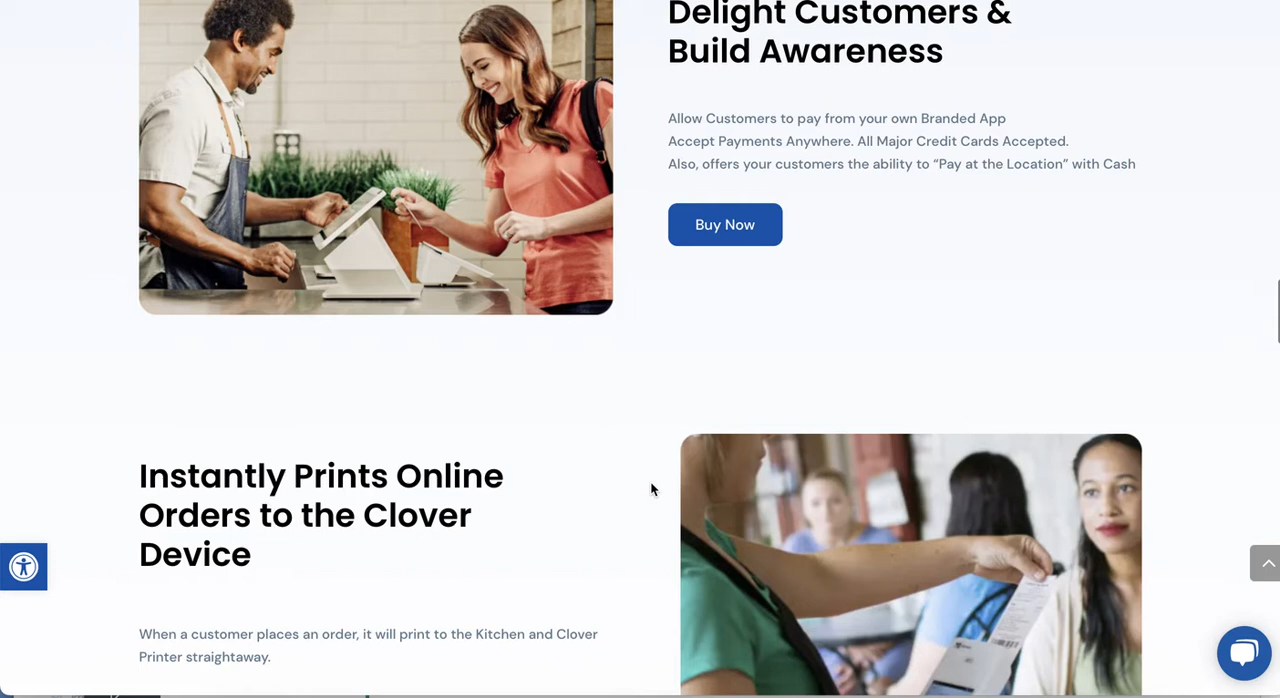 Delight Customers &
Build Awareness
Allow Customers to pay from your own Branded App
Accept Payments Anywhere. All Major Credit Cards Accepted.
Also, offers your customers the ability to “Pay at the Location” with Cash
Buy Now
Instantly Prints Online
Orders to the Clover
Device
When a customer places an order, it will print to the Kitchen and Clover
Printer straightaway.